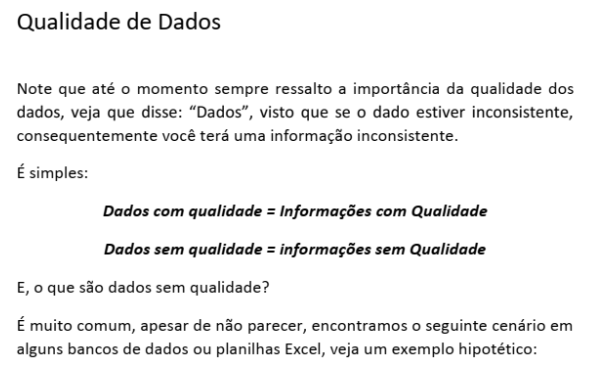 Qualidade de Dados
Note que até o momento sempre ressalto a importância da qualidade dos
dados, veja que disse: “Dados”, visto que se o dado estiver inconsistente,
consequentemente você terá uma informação inconsistente.
É simples:
Dados com qualidade = Informações com Qualidade
Dados sem qualidade = informações sem Qualidade
E, o que são dados sem qualidade?
É muito comum, apesar de não parecer, encontramos o seguinte cenário em
alguns bancos de dados ou planilhas Excel, veja um exemplo hipotético: